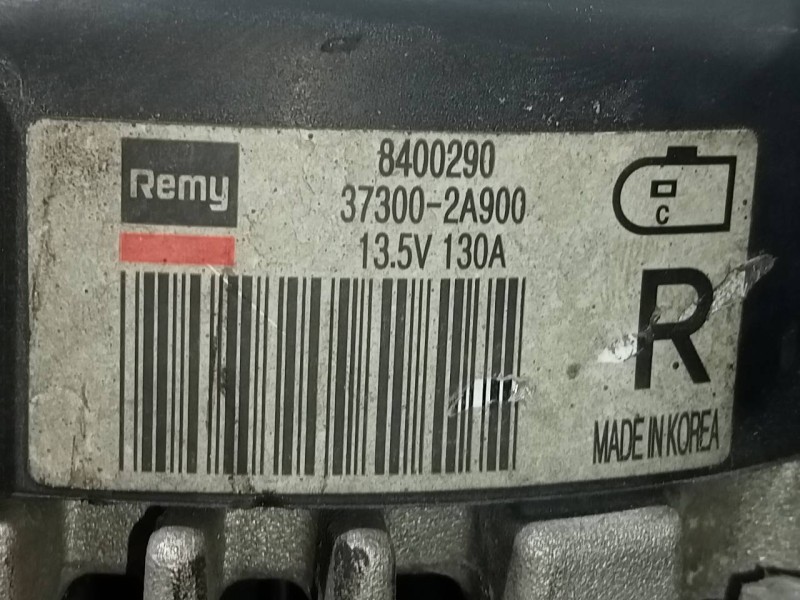 Remy
8400290
37300-2A900
13.5V 130A
C
R
MADE IN KOREA